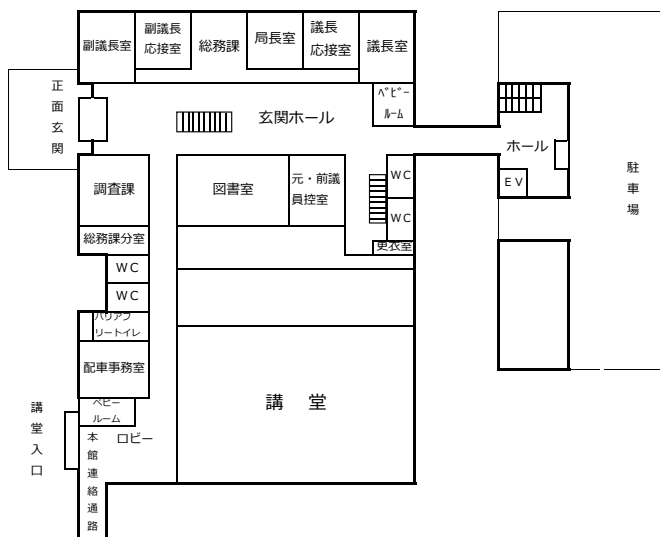 副議長室
副議長
応接室
総務課
局長室
議長
応接室
議長室
正面玄関
玄関ホール
ﾍﾞﾋﾞｰ
ﾙｰﾑ
ホール
ＥＶ
駐車場
調査課
図書室
元・前議
員控室
ＷＣ
ＷＣ
更衣室
総務課分室
ＷＣ
ＷＣ
バリアフ
リートイレ
配車事務室
ベビー
ルーム
講堂入口
ロビー
本館連絡通路
講　堂